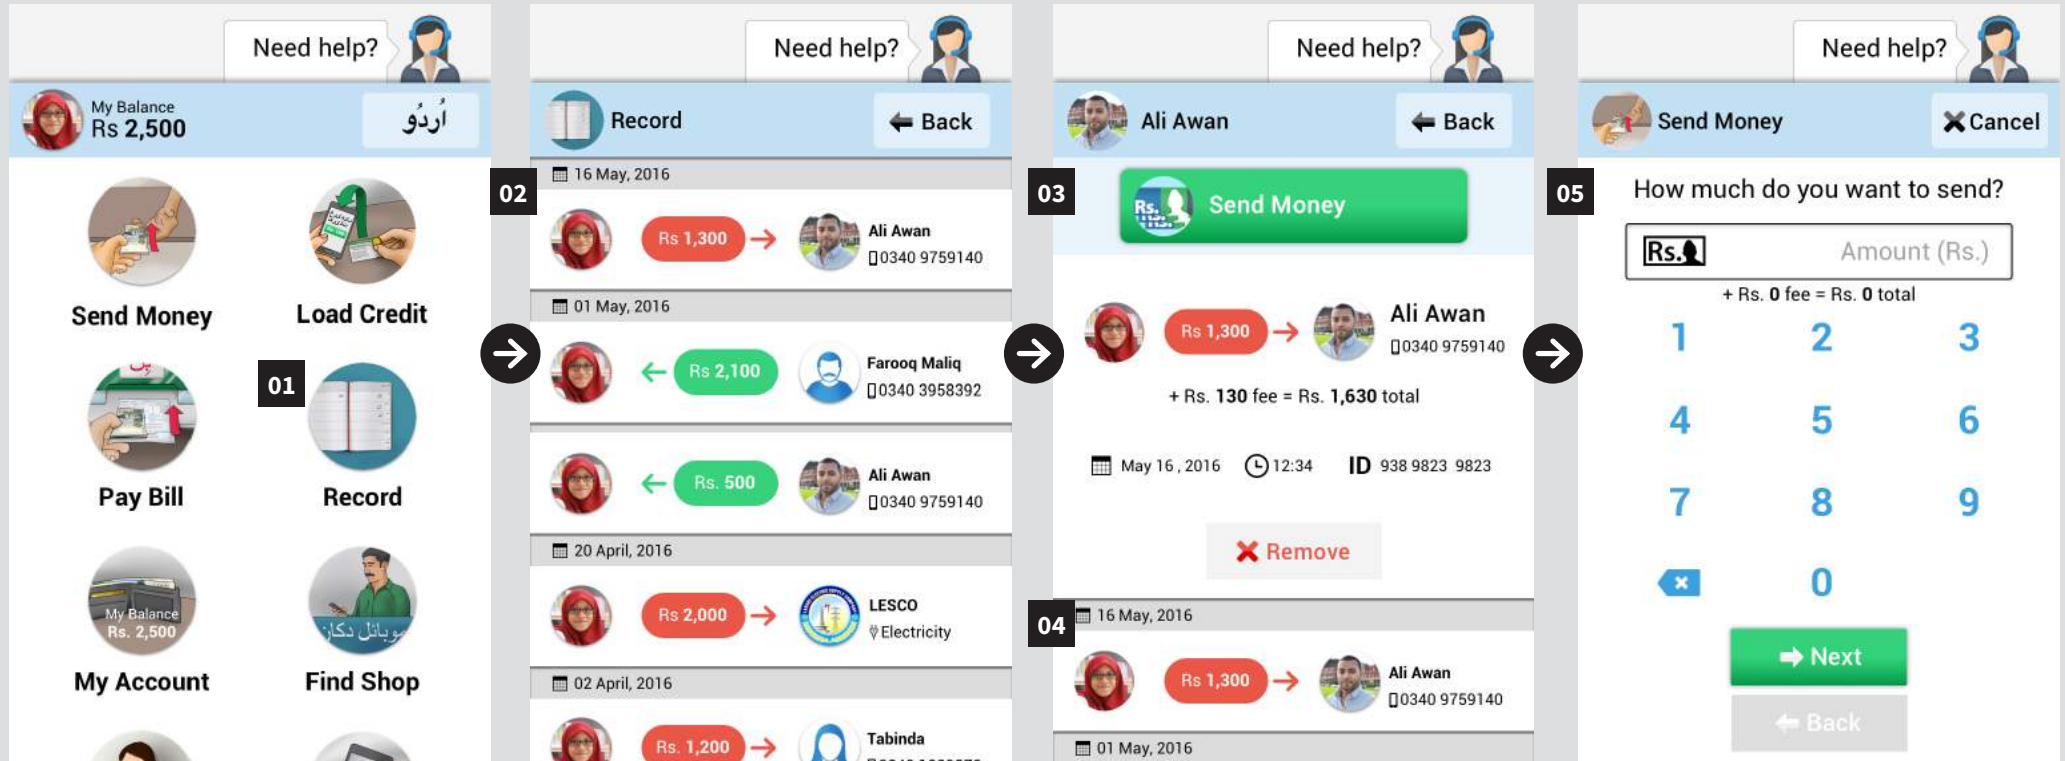 Need help?
My Balance
Rs 2,500
اُردُو
Send Money
Load Credit
01
Pay Bill
Record
My Balance
Rs. 2,500
موبائل دکان
My Account
Find Shop
Need help?
Record
Back
02
16 May, 2016
Rs 1,300
Ali Awan
0340 9759140
01 May, 2016
Rs 2,100
Farooq Maliq
0340 3958392
Rs. 500
Ali Awan
0340 9759140
20 April, 2016
Rs 2,000
LESCO
Electricity
02 April, 2016
Rs. 1,200
Tabinda
Need help?
Ali Awan
Back
03
Rs.
Send Money
Rs 1,300
Ali Awan
0340 9759140
+ Rs. 130 fee = Rs. 1,630 total
May 16 , 2016
12:34
ID 938 9823 9823
Remove
04
16 May, 2016
Rs 1,300
Ali Awan
0340 9759140
01 May, 2016
Need help?
Send Money
Cancel
05
How much do you want to send?
Rs.
Amount (Rs.)
+ Rs. 0 fee = Rs. 0 total
1 2 3
4 5 6
7 8 9
0
Next
Back